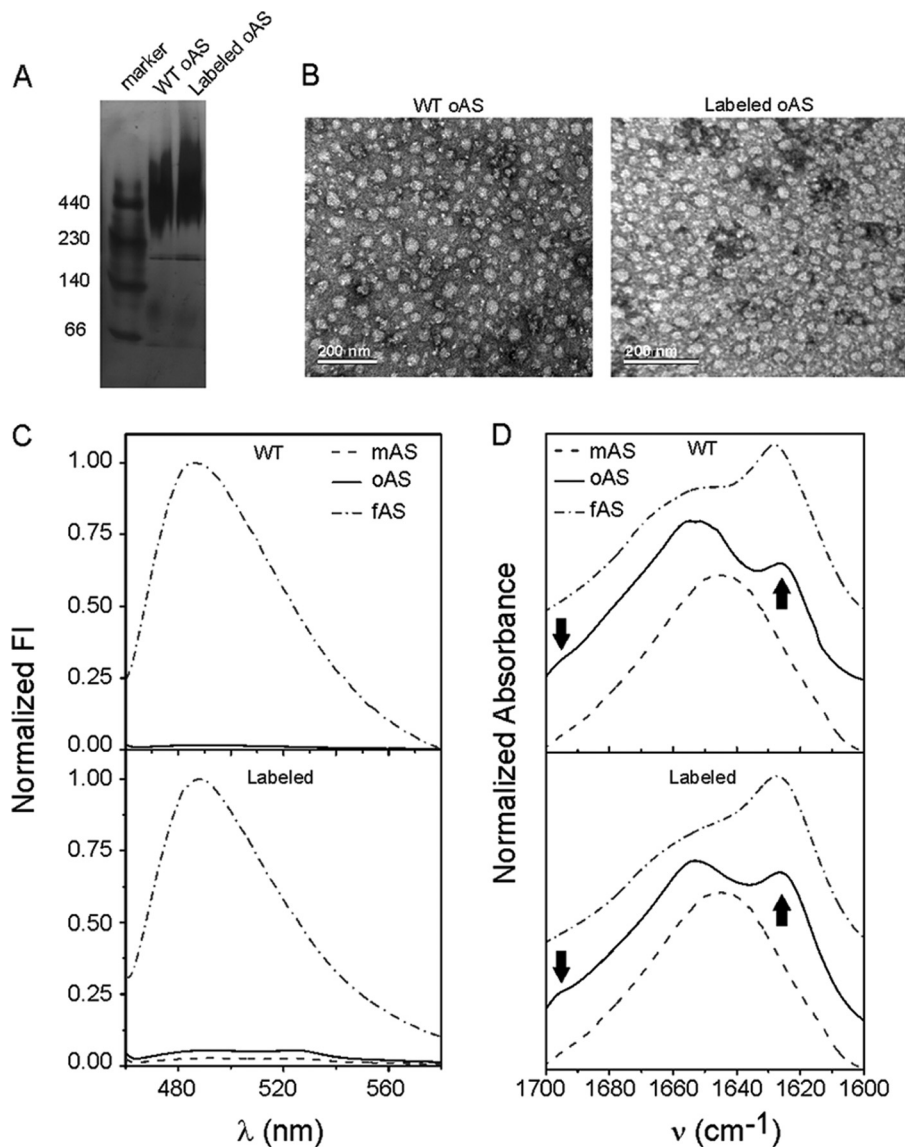 A
marker
WT oAS
Labeled oAS
440
230
140
66
B
WT oAS
Labeled oAS
200 nm
200 nm
C
WT
mAS
oAS
fAS
1.00
0.75
0.50
0.25
0.00
Labeled
1.00
0.75
0.50
0.25
0.00
Normalized FI
480
520
560
λ (nm)
D
WT
mAS
oAS
fAS
Labeled
Normalized Absorbance
1700
1680
1660
1640
1620
1600
ν (cm⁻¹)